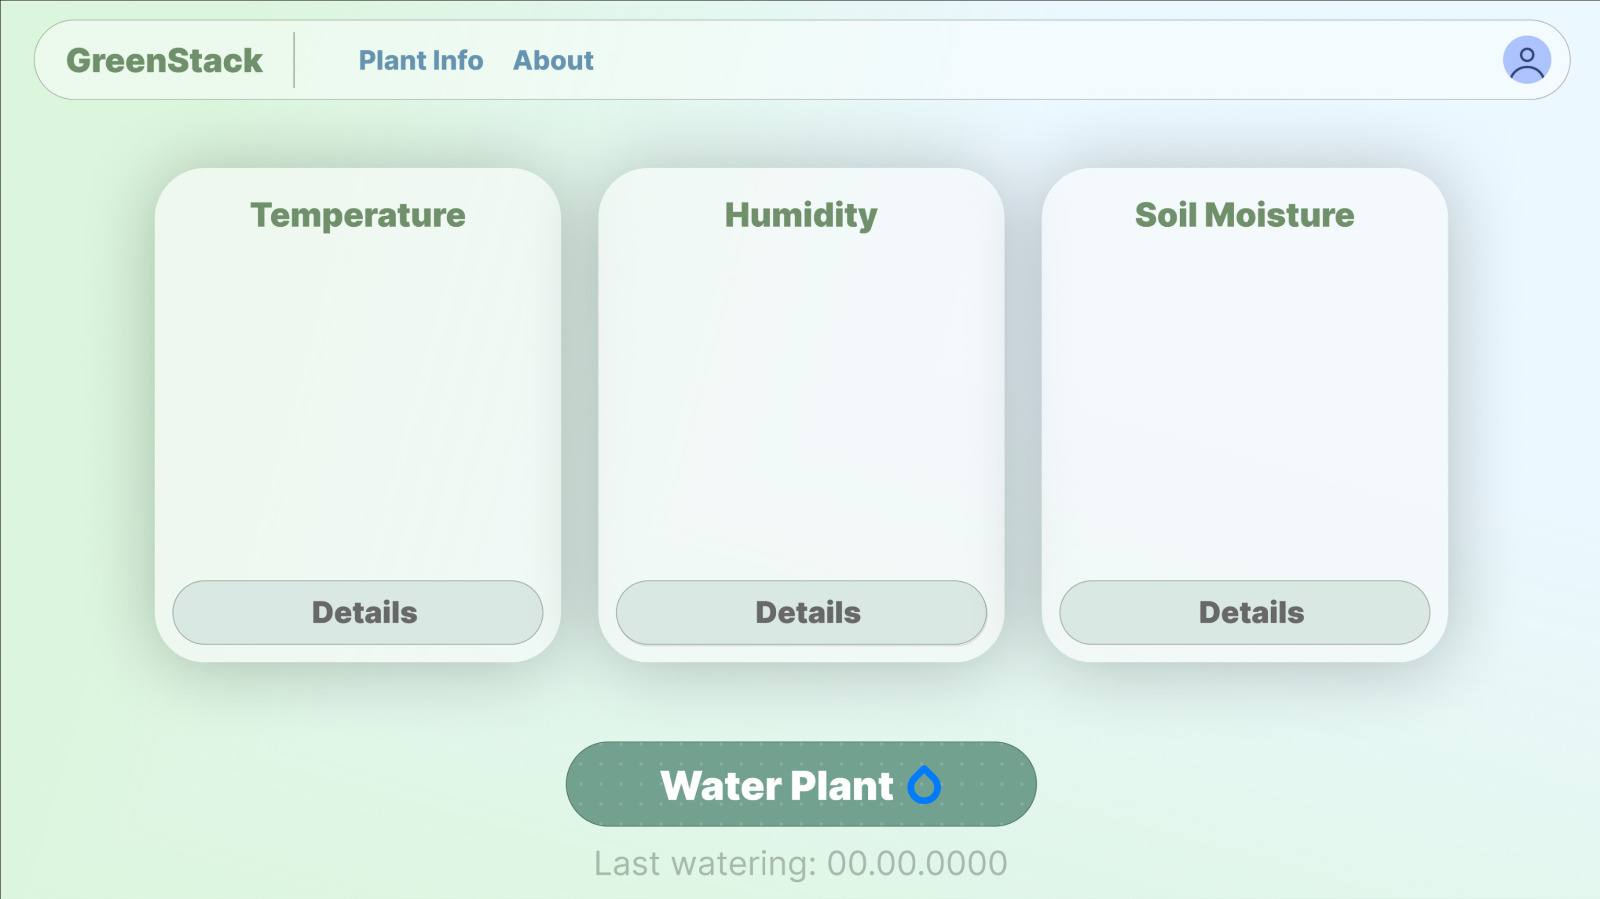 GreenStack
Plant Info
About
Temperature
Humidity
Soil Moisture
Details
Details
Details
Water Plant
Last watering: 00.00.0000